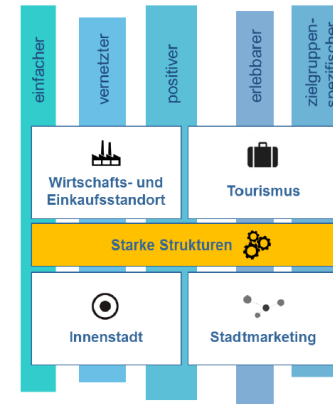 einfacher
vernetzter
positiver
erlebbarer
zielgruppen-
spezifischer
Wirtschafts- und
Einkaufsstandort
Tourismus
Starke Strukturen
Innenstadt
Stadtmarketing